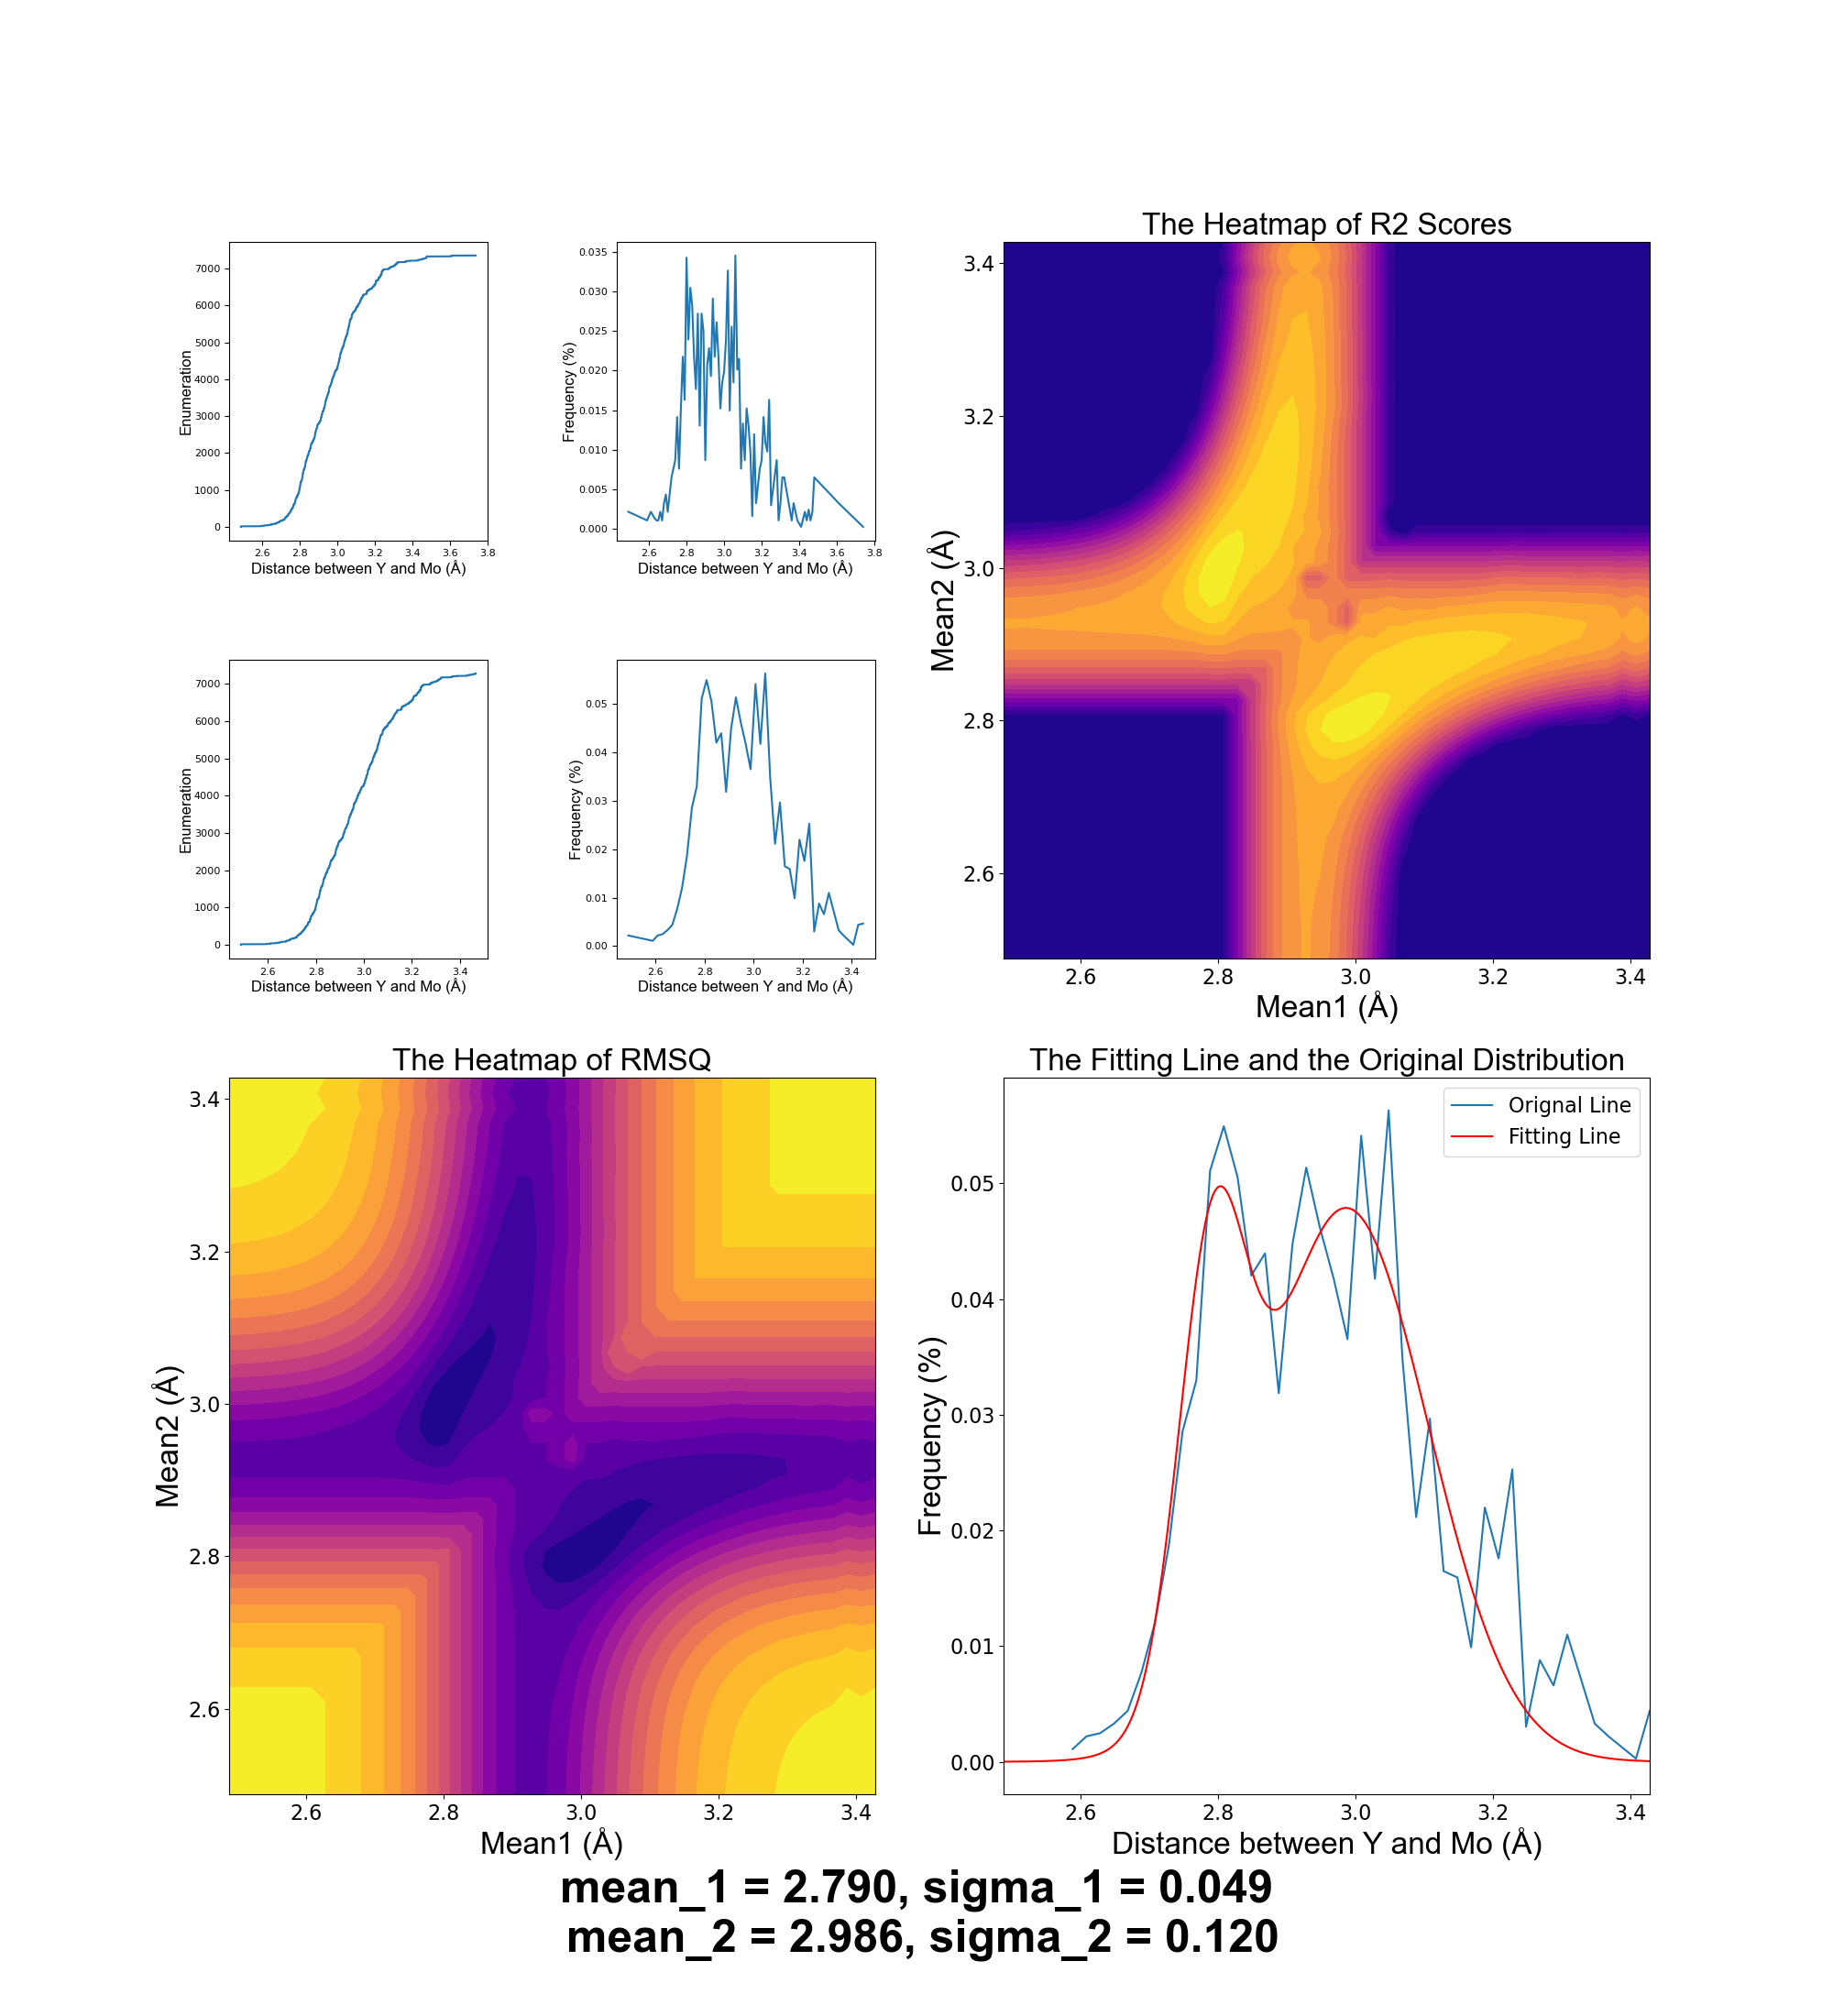 7000
6000
5000
4000
3000
2000
1000
0
Enumeration
2.6 2.8 3.0 3.2 3.4 3.6 3.8
Distance between Y and Mo (Å)
0.035
0.030
0.025
0.020
0.015
0.010
0.005
0.000
Frequency (%)
2.6 2.8 3.0 3.2 3.4 3.6 3.8
Distance between Y and Mo (Å)
The Heatmap of R2 Scores
3.4
3.2
3.0
2.8
2.6
Mean2 (Å)
2.6 2.8 3.0 3.2 3.4
Mean1 (Å)
7000
6000
5000
4000
3000
2000
1000
0
Enumeration
2.6 2.8 3.0 3.2 3.4
Distance between Y and Mo (Å)
0.05
0.04
0.03
0.02
0.01
0.00
Frequency (%)
2.6 2.8 3.0 3.2 3.4
Distance between Y and Mo (Å)
The Heatmap of RMSQ
3.4
3.2
3.0
2.8
2.6
Mean2 (Å)
2.6 2.8 3.0 3.2 3.4
Mean1 (Å)
The Fitting Line and the Original Distribution
Orignal Line
Fitting Line
0.05
0.04
0.03
0.02
0.01
0.00
Frequency (%)
2.6 2.8 3.0 3.2 3.4
Distance between Y and Mo (Å)
mean_1 = 2.790, sigma_1 = 0.049
mean_2 = 2.986, sigma_2 = 0.120